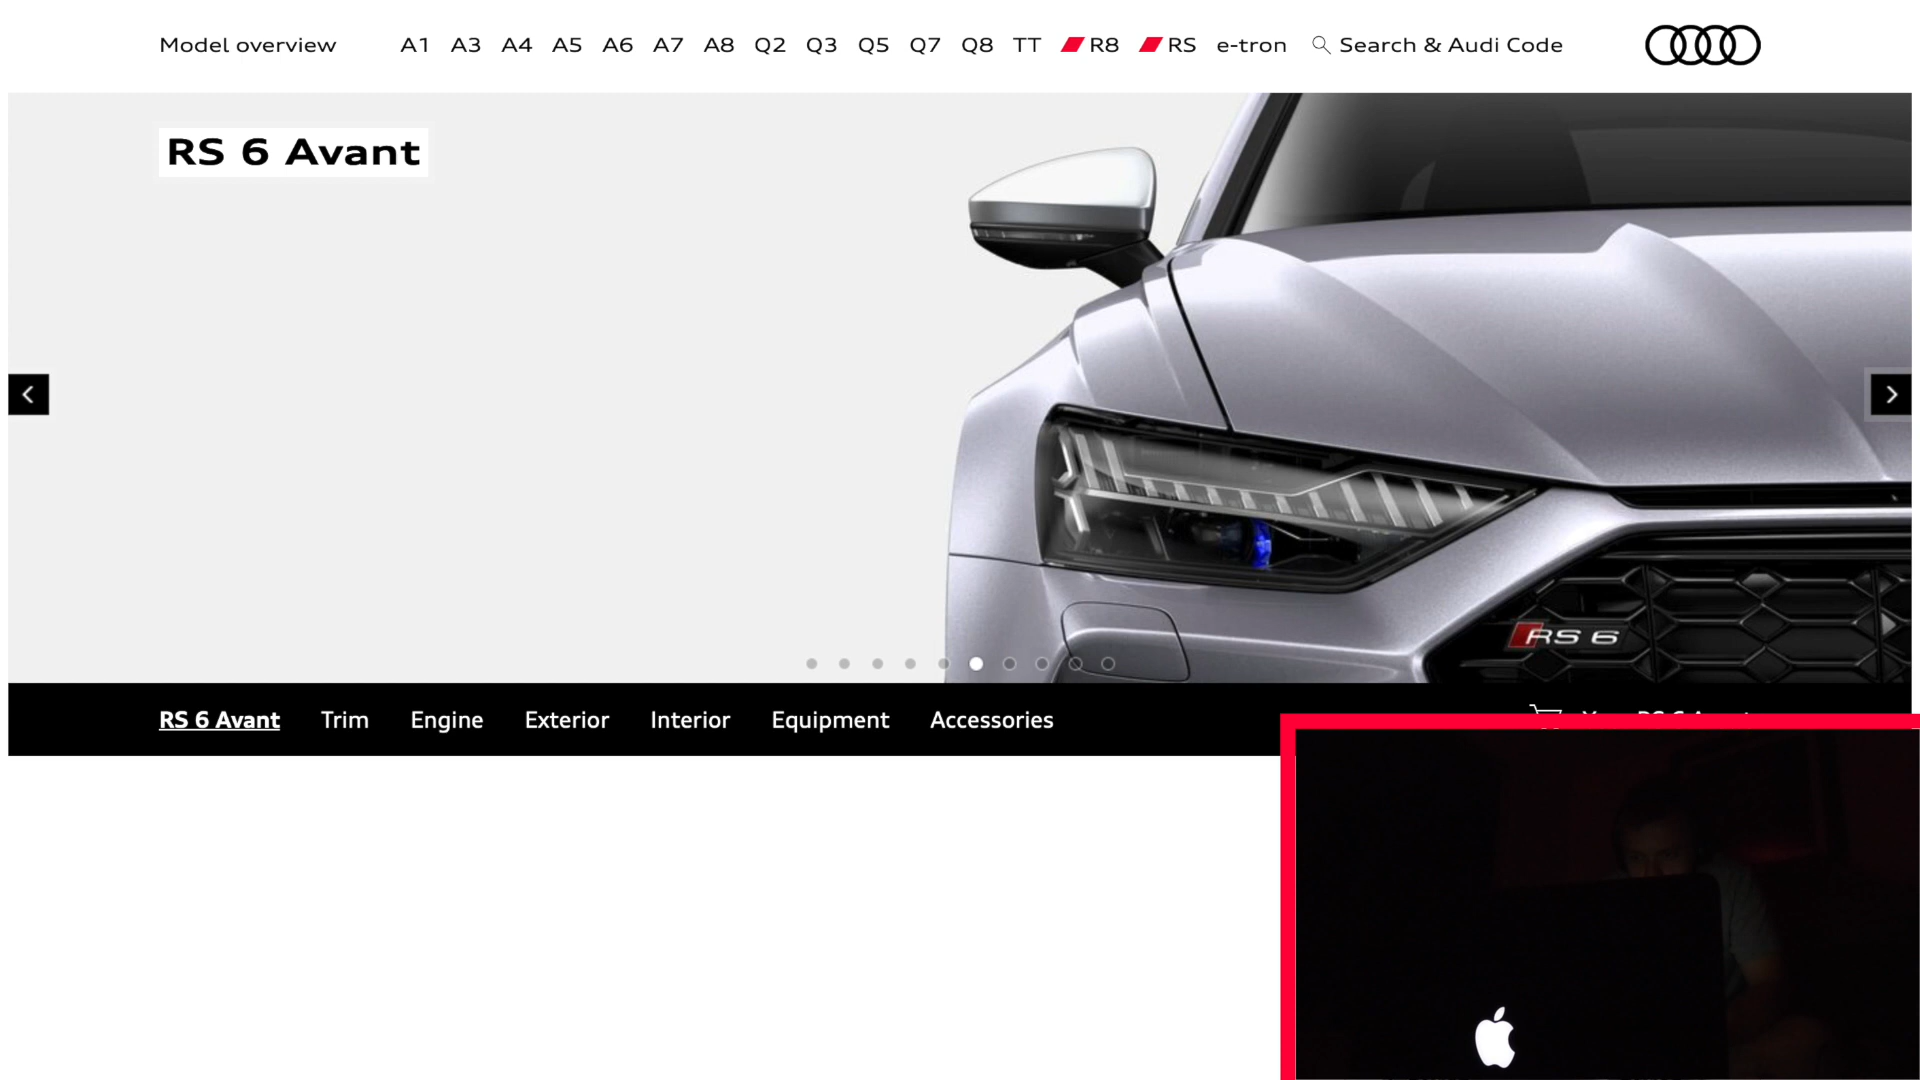 Model overview A1 A3 A4 A5 A6 A7 A8 Q2 Q3 Q5 Q7 Q8 TT R8 RS e-tron Search & Audi Code
RS 6 Avant
RS 6
RS 6 Avant Trim Engine Exterior Interior Equipment Accessories